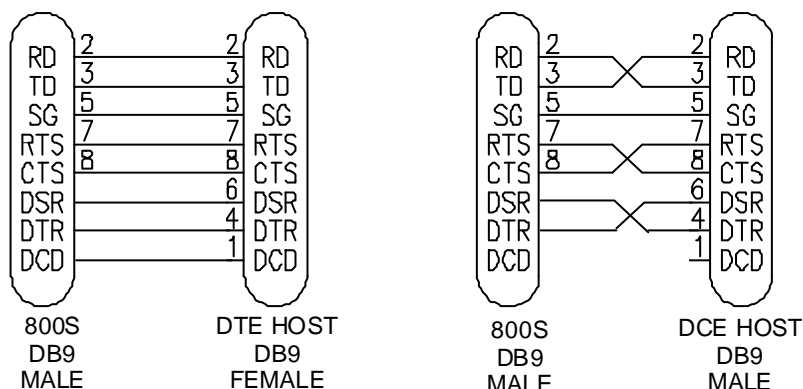 RD 2 2 RD
TD 3 3 TD
SG 5 5 SG
RTS 7 7 RTS
CTS 8 8 CTS
DSR 6 DSR
DTR 4 DTR
DCD 1 DCD
800S DTE HOST
DB9 DB9
MALE FEMALE
RD 2 2 RD
TD 3 3 TD
SG 5 5 SG
RTS 7 7 RTS
CTS 8 8 CTS
DSR 6 DSR
DTR 4 DTR
DCD 1 DCD
800S DCE HOST
DB9 DB9
MALE MALE